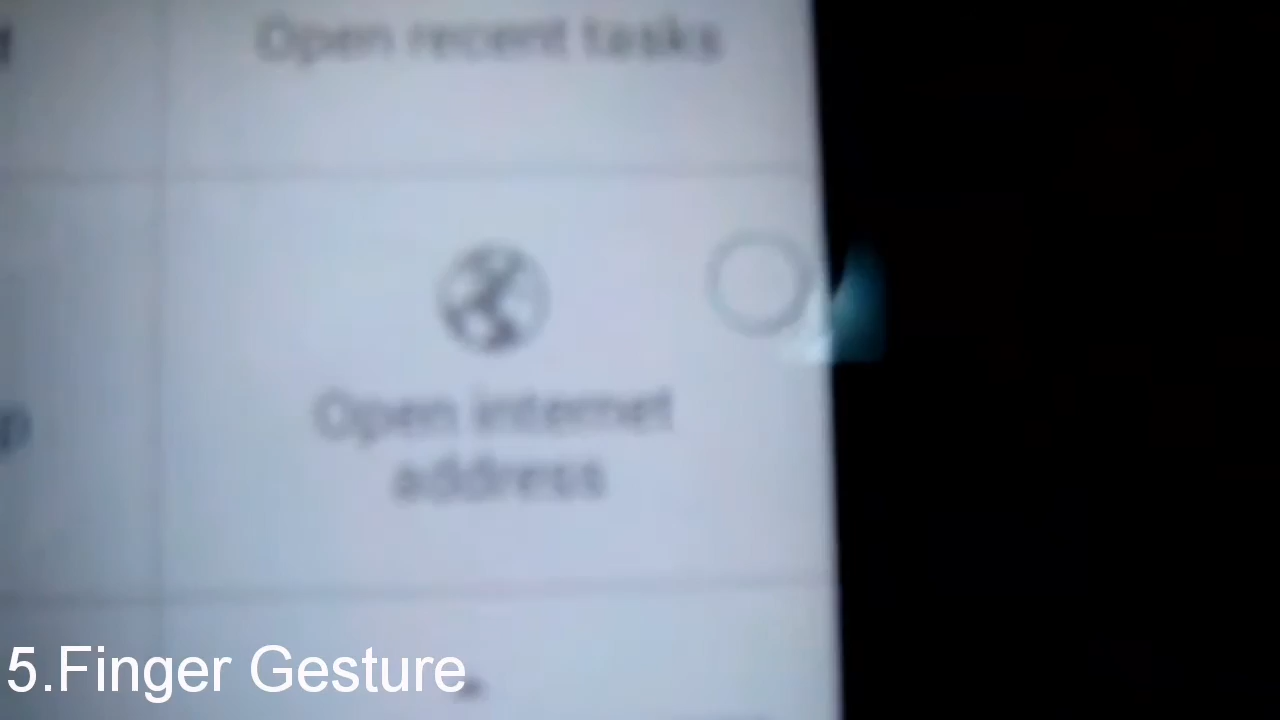 Open recent tasks
Open internet
address
5.Finger Gesture